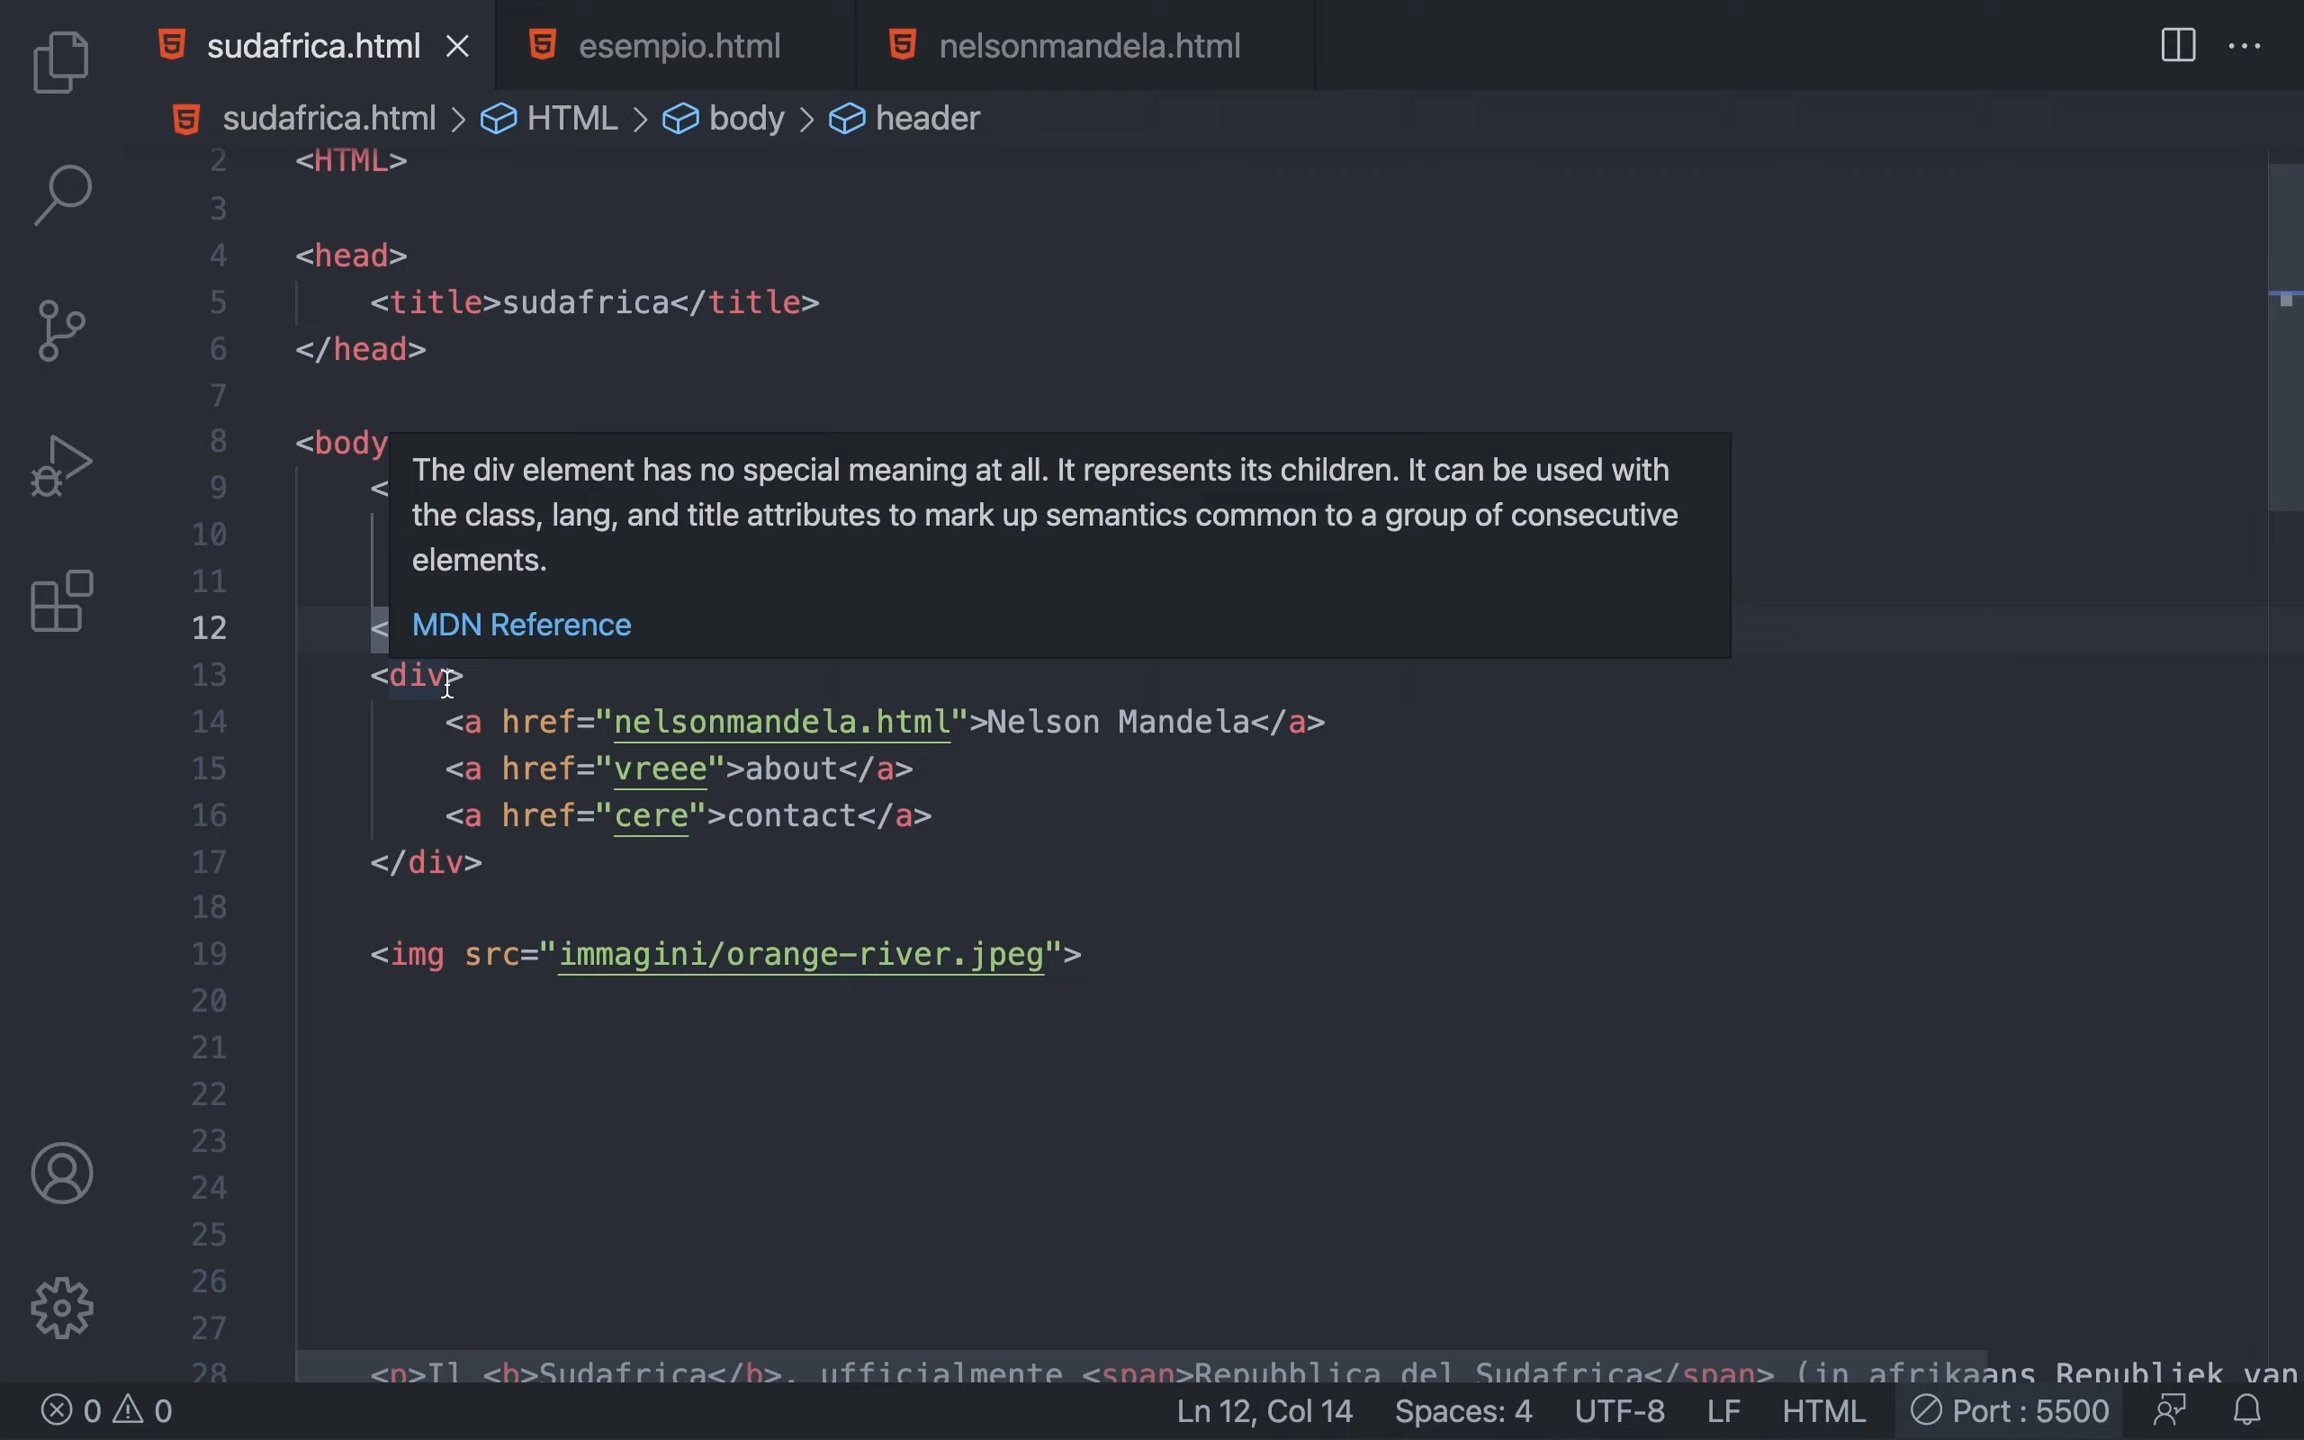 sudafrica.html
esempio.html
nelsonmandela.html
sudafrica.html > HTML > body > header
2 <HTML>
3
4 <head>
5 <title>sudafrica</title>
6 </head>
7
8 <body
9 <
10
11
12 <
The div element has no special meaning at all. It represents its children. It can be used with
the class, lang, and title attributes to mark up semantics common to a group of consecutive
elements.
MDN Reference
13 <div>
14 <a href="nelsonmandela.html">Nelson Mandela</a>
15 <a href="vreee">about</a>
16 <a href="cere">contact</a>
17 </div>
18
19 <img src="immagini/orange-river.jpeg">
20
21
22
23
24
25
26
27
28 <p>Il <b>Sudafrica</b>, ufficialmente <span>Repubblica del Sudafrica</span> (in afrikaans Republiek van
0 0
Ln 12, Col 14 Spaces: 4 UTF-8 LF HTML Port : 5500